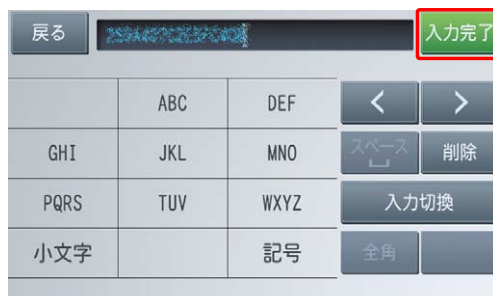 戻る 入力完了
ABC DEF < >
GHI JKL MNO スペース 削除
PQRS TUV WXYZ 入力切換
小文字 記号 全角